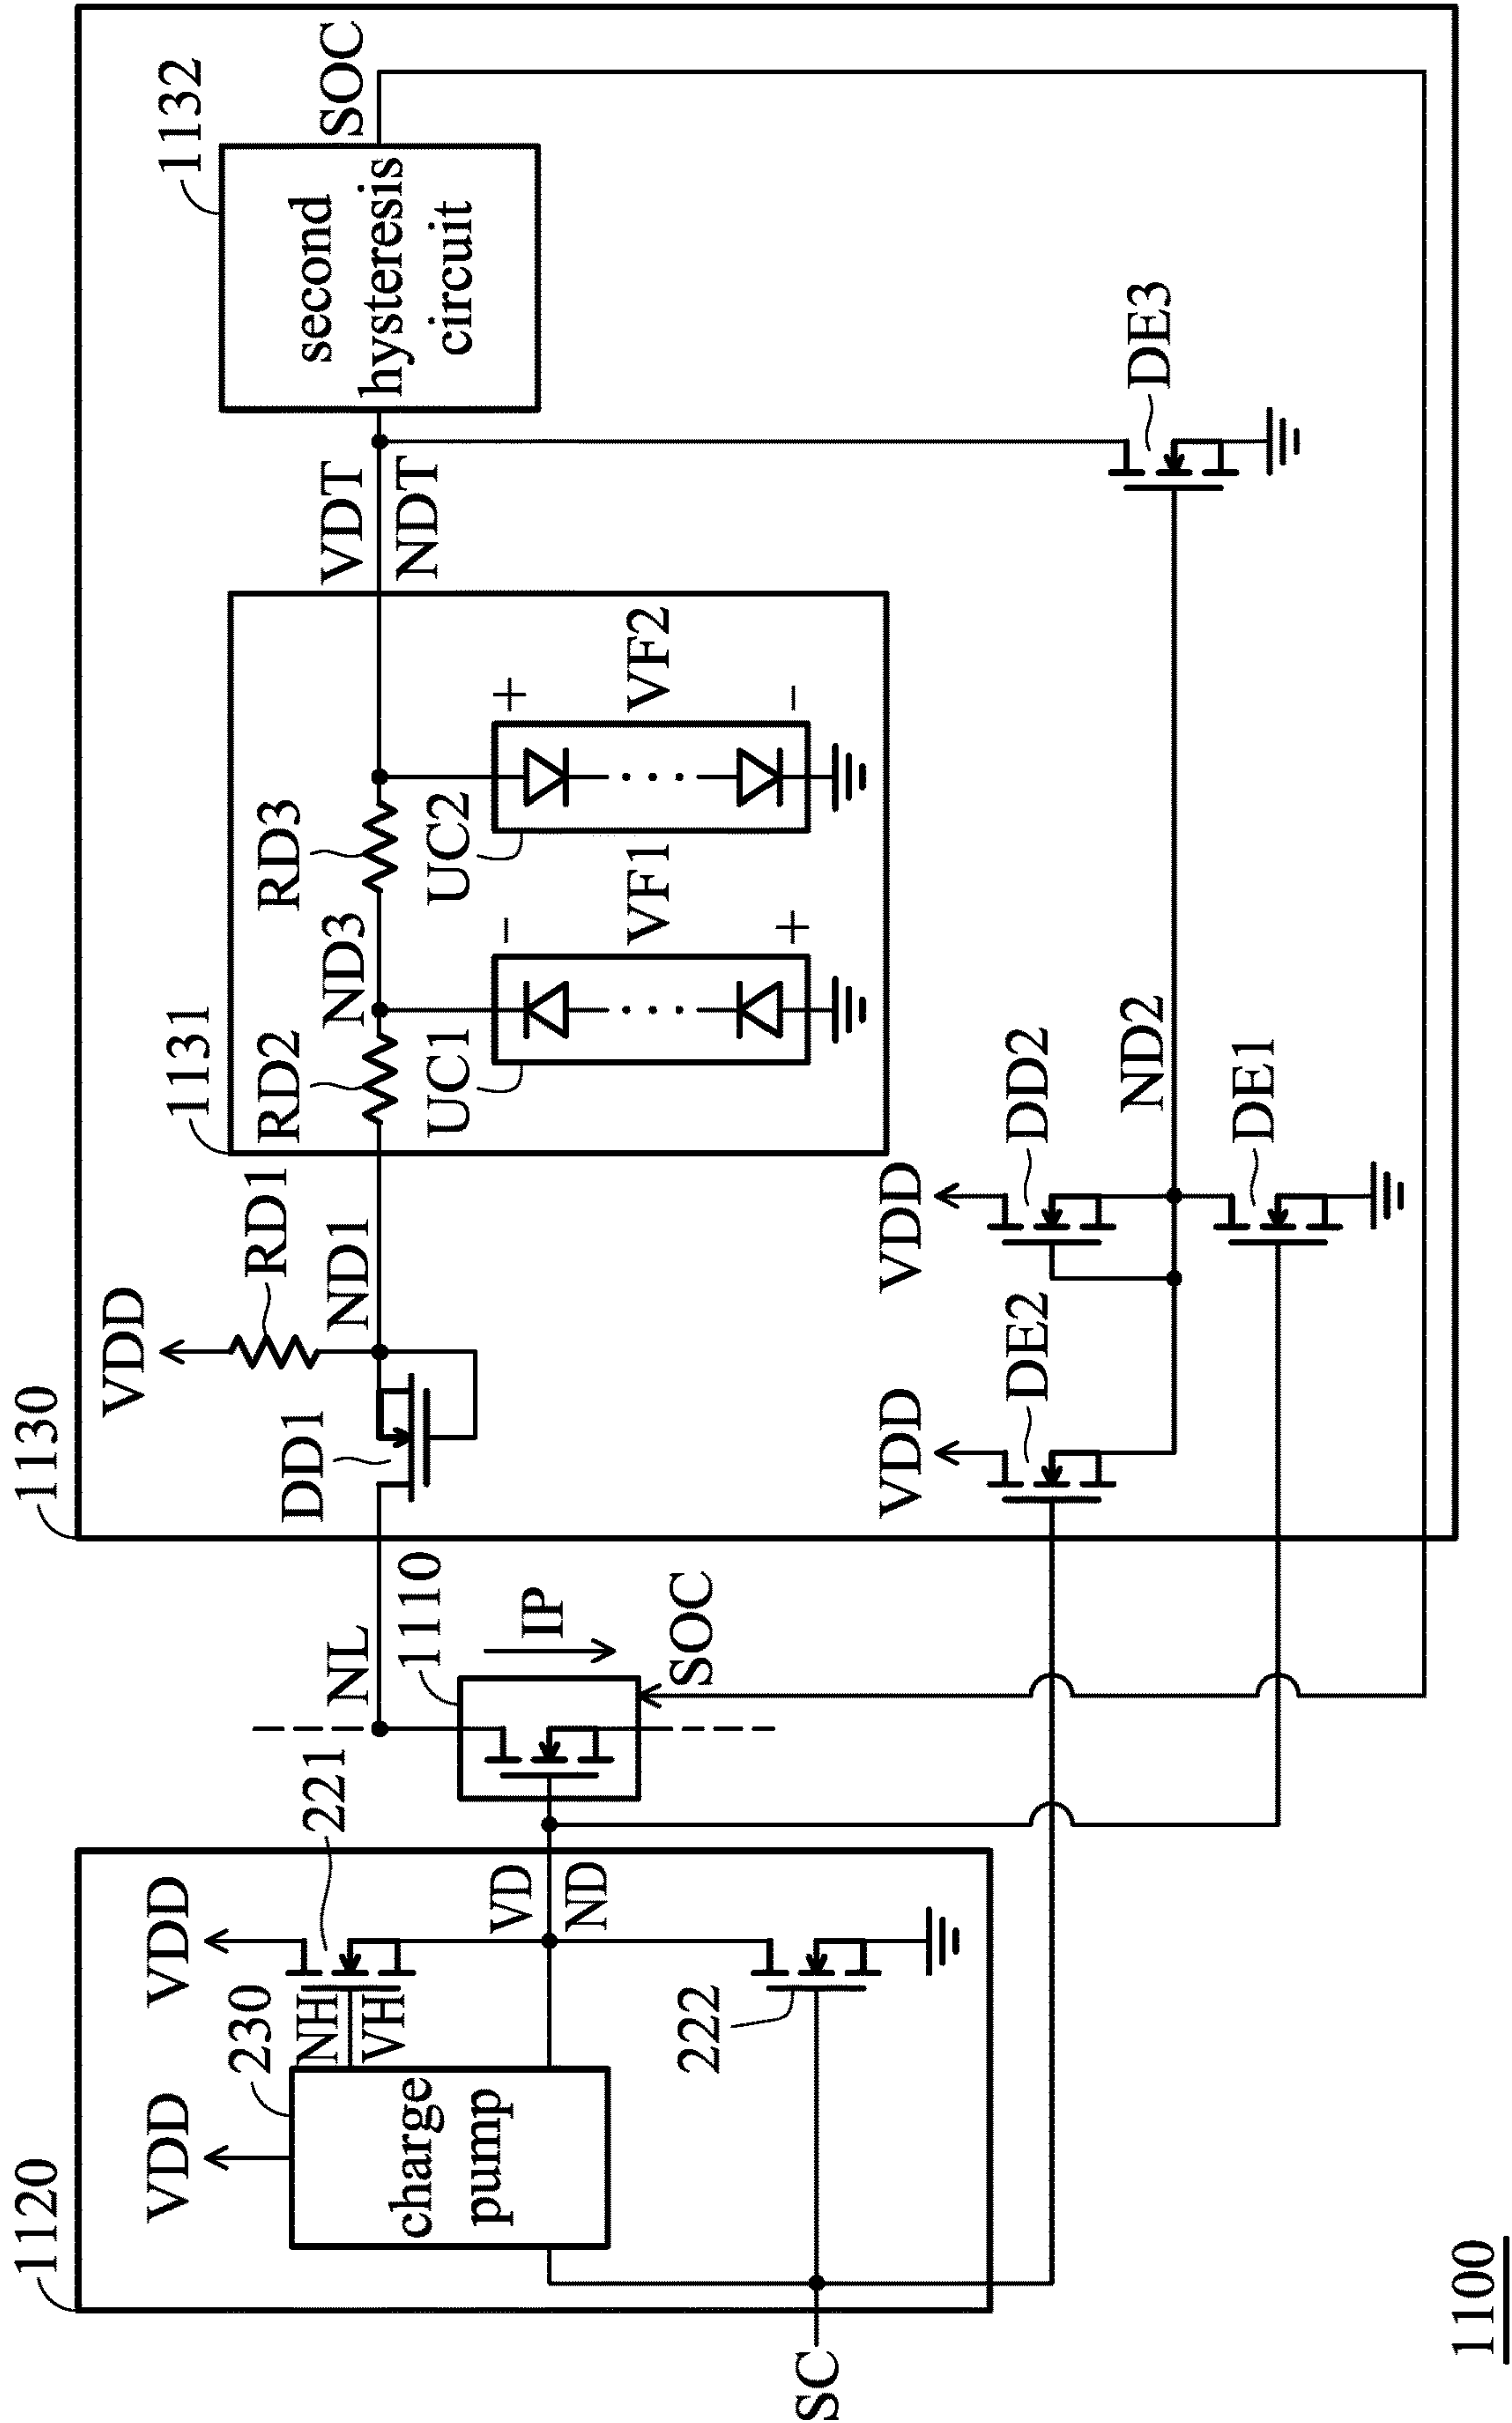 1120
VDD
230
charge
pump
NH
VH
VDD
221
VD
ND
222
SC
NL
1110
IP
SOC
1130
VDD
RD1
DD1
ND1
1131
RD2
ND3
RD3
UC1
VF1
-
+
UC2
VF2
+
-
VDT
NDT
1132
second
hysteresis
circuit
SOC
VDD
DE2
VDD
DD2
ND2
DE1
DE3
1100